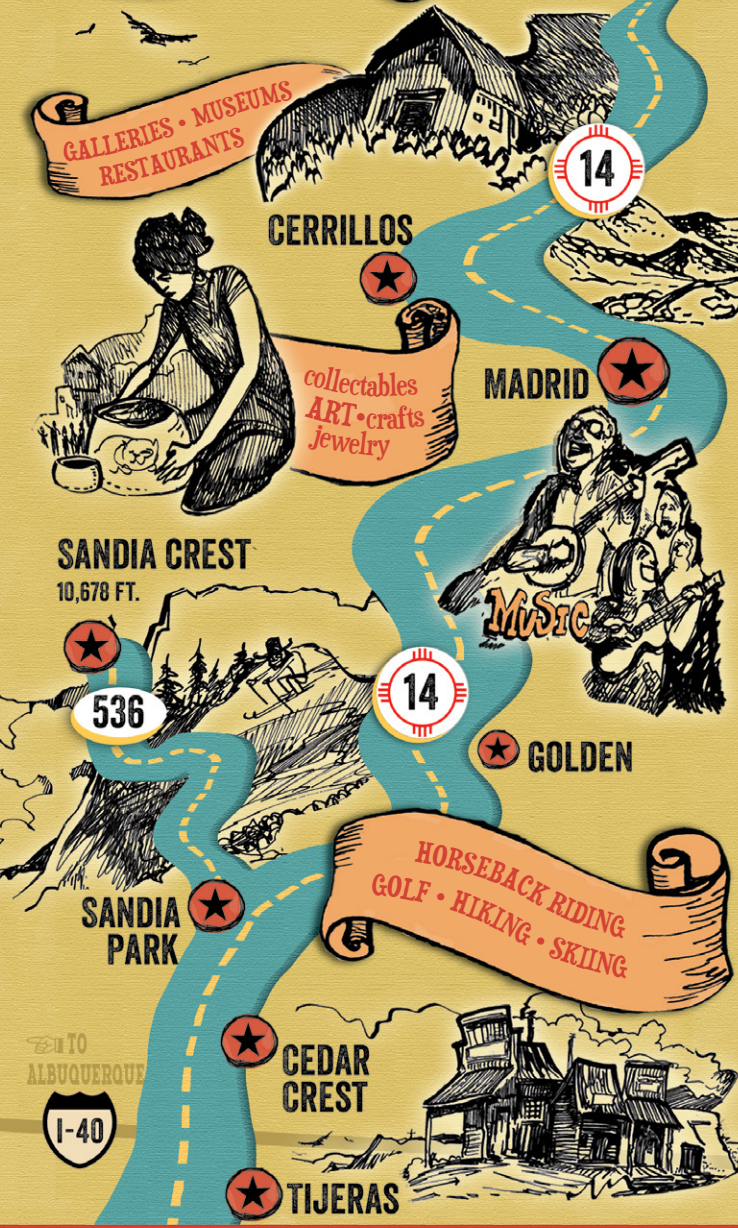 GALLERIES • MUSEUMS
RESTAURANTS
14
CERRILLOS
MADRID
collectables
ART • crafts
jewelry
SANDIA CREST
10,678 FT.
MUSIC
536
14
GOLDEN
HORSEBACK RIDING
GOLF • HIKING • SKIING
SANDIA
PARK
TO
ALBUQUERQUE
CEDAR
CREST
I-40
TIJERAS